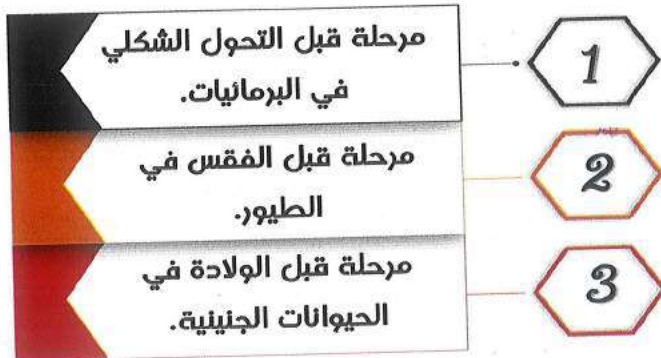 1
مرحلة قبل التحول الشكلي
في البرمائيات.
2
مرحلة قبل الفقس في
الطيور.
3
مرحلة قبل الولادة في
الحيوانات الجنينية.